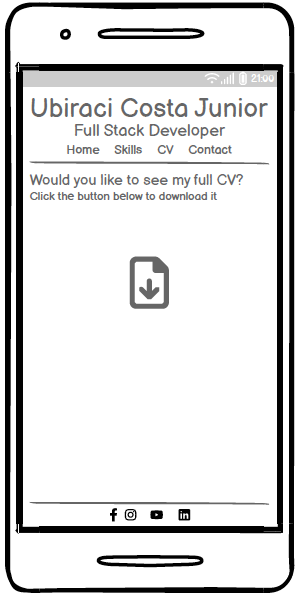 21:00
Ubiraci Costa Junior
Full Stack Developer
Home Skills CV Contact
Would you like to see my full CV?
Click the button below to download it